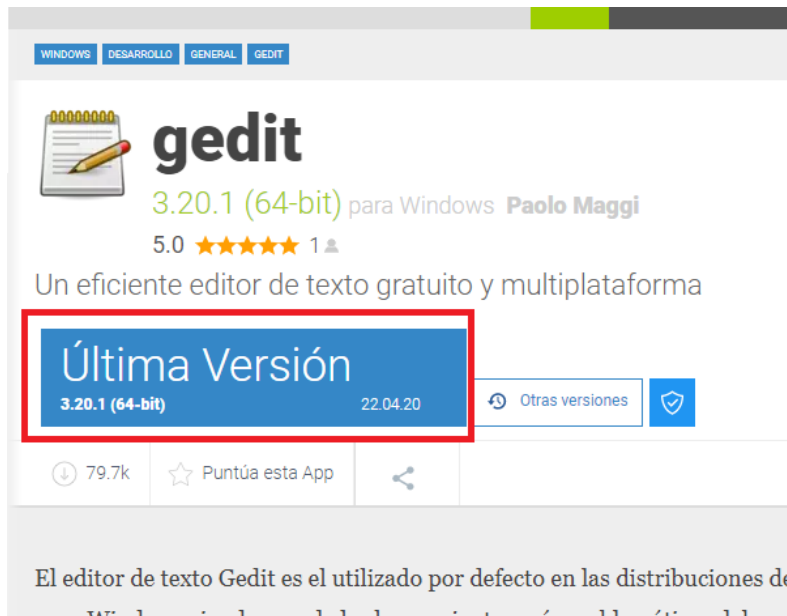 WINDOWS DESARROLLO GENERAL GEDIT
gedit
3.20.1 (64-bit) para Windows Paolo Maggi
5.0 1
Un eficiente editor de texto gratuito y multiplataforma
Última Versión
3.20.1 (64-bit) 22.04.20
Otras versiones
79.7k Puntúa esta App
El editor de texto Gedit es el utilizado por defecto en las distribuciones de